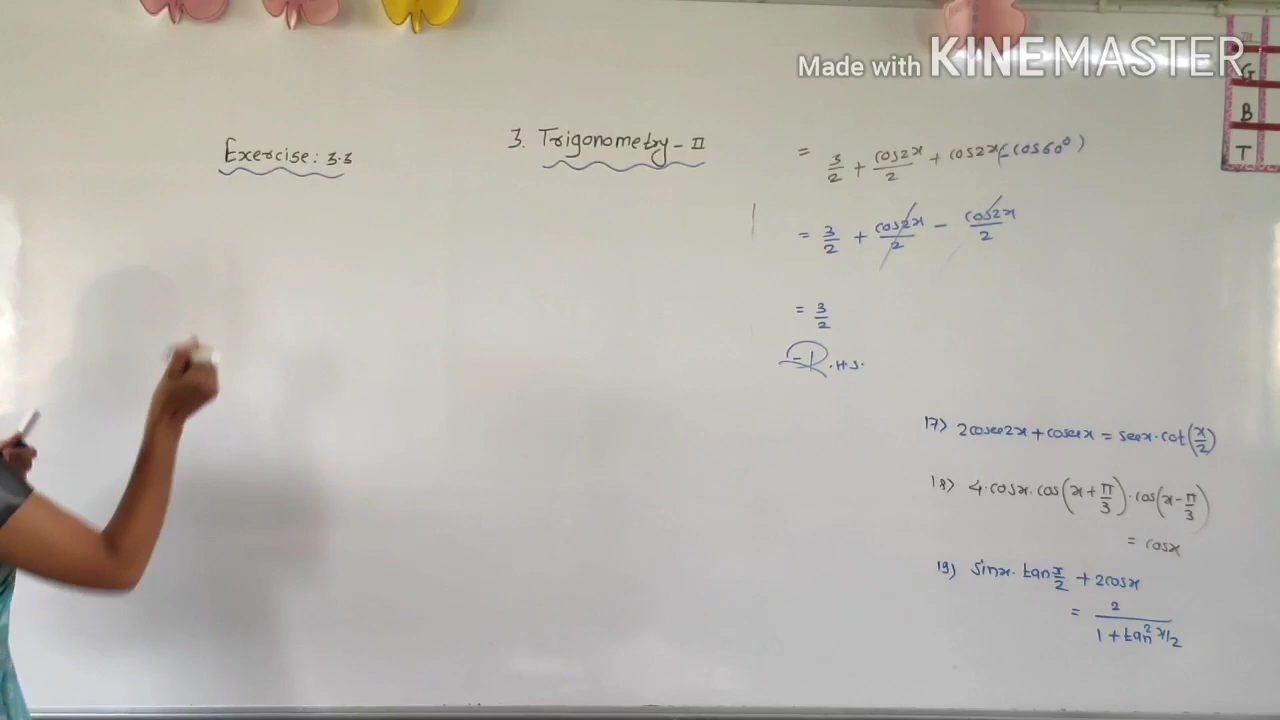 Made with KINEMASTER
G
B
T
Exercise: 3.3
3. Trigonometry - II
= 3/2 + cos2x/2 + cos2x(-cos60°)
= 3/2 + cos2x/2 - cos2x/2
= 3/2
= R.H.S.
17) 2cosec2x + cosecx = secx · cot(x/2)
18) 4·cosx·cos(x+π/3)·cos(x-π/3)
= cosx
19) sinx · tan x/2 + 2cosx
= 2/(1 + tan² x/2)